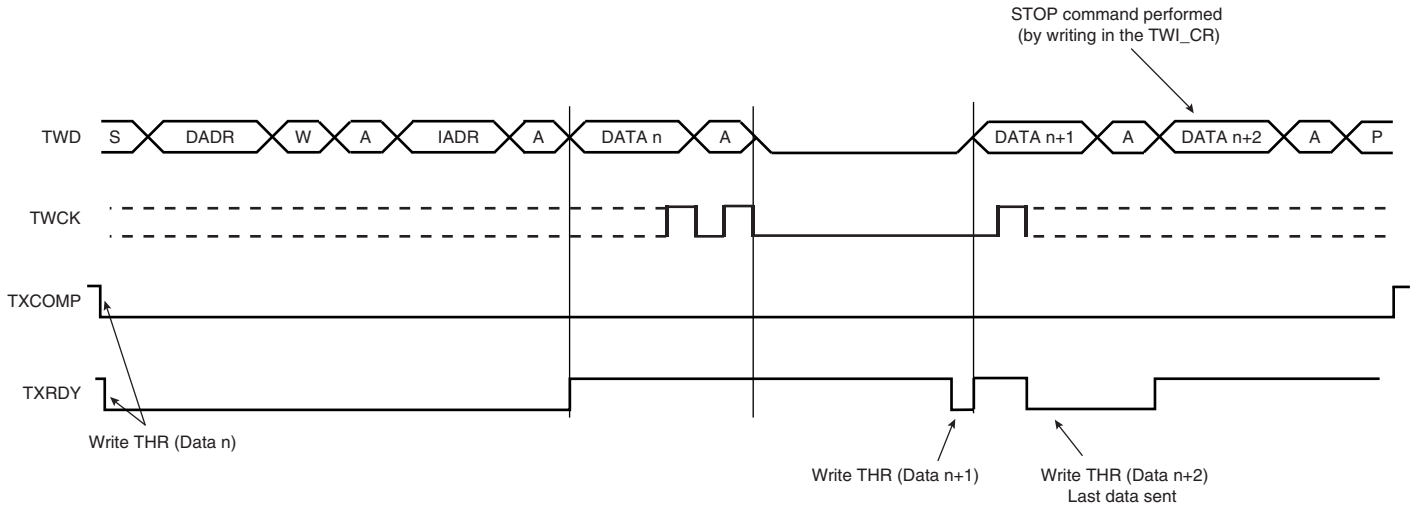 STOP command performed
(by writing in the TWI_CR)
TWD S DADR W A IADR A DATA n A DATA n+1 A DATA n+2 A P
TWCK
TXCOMP
TXRDY
Write THR (Data n)
Write THR (Data n+1)
Write THR (Data n+2)
Last data sent